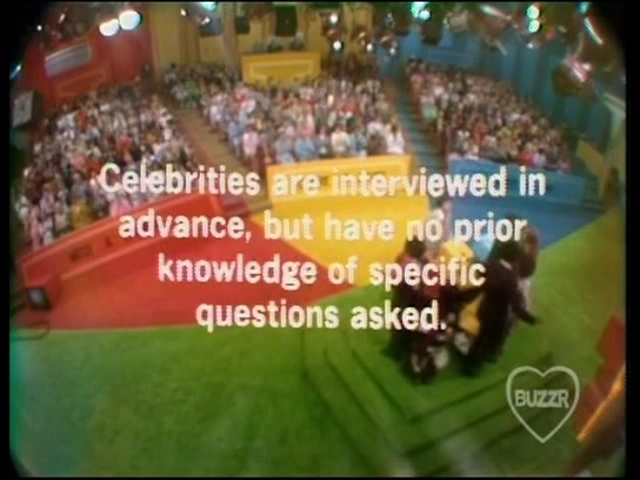 Celebrities are interviewed in
advance, but have no prior
knowledge of specific
questions asked.
BUZZR